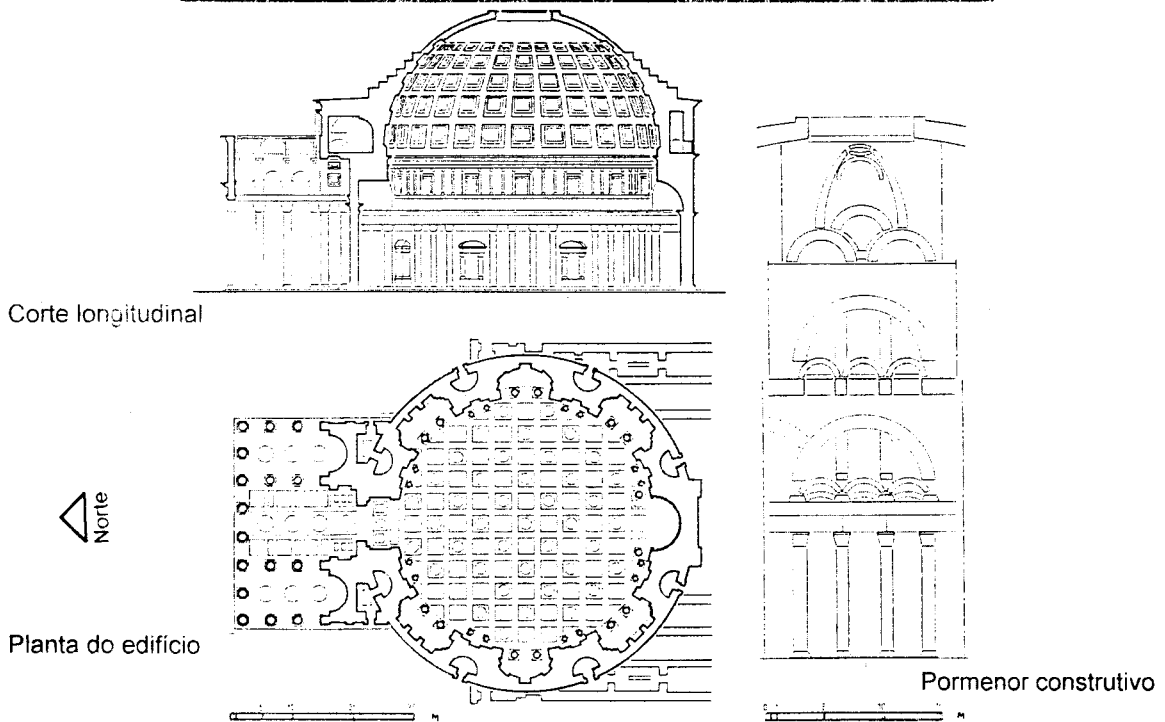 Corte longitudinal
Norte
Planta do edifício
Pormenor construtivo
M
M